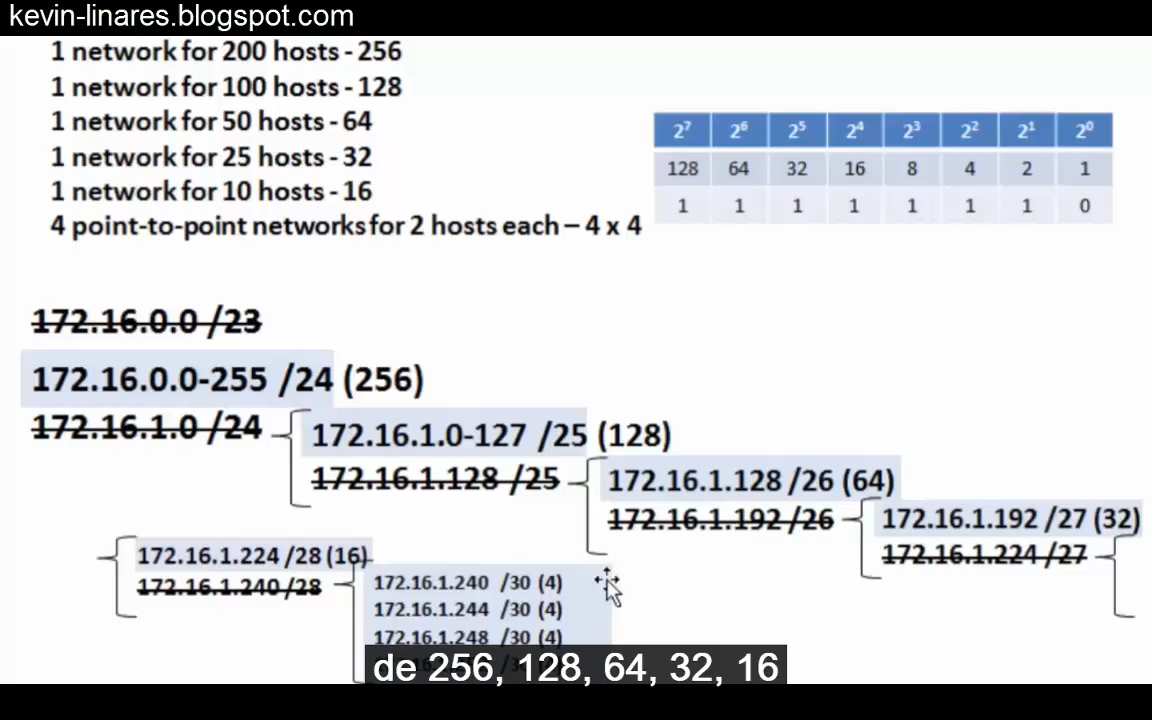 kevin-linares.blogspot.com
1 network for 200 hosts - 256
1 network for 100 hosts - 128
1 network for 50 hosts - 64
1 network for 25 hosts - 32
1 network for 10 hosts - 16
4 point-to-point networks for 2 hosts each – 4 x 4
2⁷ 2⁶ 2⁵ 2⁴ 2³ 2² 2¹ 2⁰
128 64 32 16 8 4 2 1
1 1 1 1 1 1 1 0
172.16.0.0 /23
172.16.0.0-255 /24 (256)
172.16.1.0 /24
172.16.1.0-127 /25 (128)
172.16.1.128 /25
172.16.1.128 /26 (64)
172.16.1.192 /26
172.16.1.192 /27 (32)
172.16.1.224 /27
172.16.1.224 /28 (16)
172.16.1.240 /28
172.16.1.240 /30 (4)
172.16.1.244 /30 (4)
172.16.1.248 /30 (4)
de 256, 128, 64, 32, 16